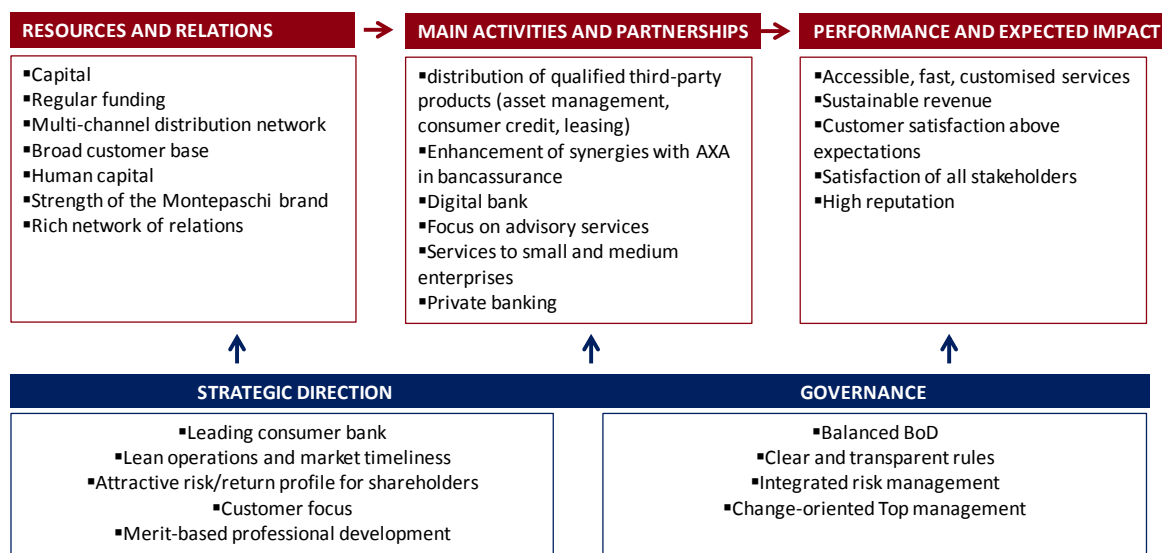 RESOURCES AND RELATIONS
▪Capital
▪Regular funding
▪Multi-channel distribution network
▪Broad customer base
▪Human capital
▪Strength of the Montepaschi brand
▪Rich network of relations
MAIN ACTIVITIES AND PARTNERSHIPS
▪distribution of qualified third-party
products (asset management,
consumer credit, leasing)
▪Enhancement of synergies with AXA
in bancassurance
▪Digital bank
▪Focus on advisory services
▪Services to small and medium
enterprises
▪Private banking
PERFORMANCE AND EXPECTED IMPACT
▪Accessible, fast, customised services
▪Sustainable revenue
▪Customer satisfaction above
expectations
▪Satisfaction of all stakeholders
▪High reputation
STRATEGIC DIRECTION
▪Leading consumer bank
▪Lean operations and market timeliness
▪Attractive risk/return profile for shareholders
▪Customer focus
▪Merit-based professional development
GOVERNANCE
▪Balanced BoD
▪Clear and transparent rules
▪Integrated risk management
▪Change-oriented Top management